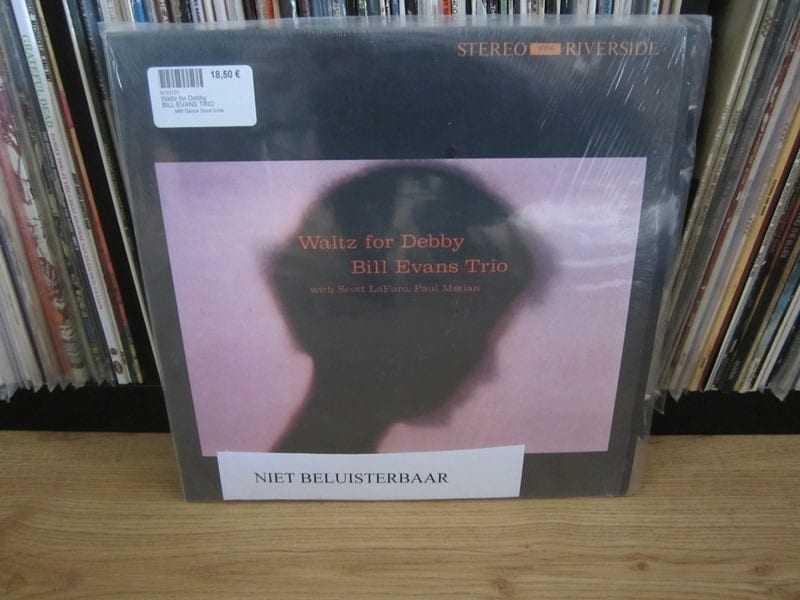 STEREO RIVERSIDE
18,50 €
Waltz for Debby
BILL EVANS TRIO
Waltz for Debby
Bill Evans Trio
with Scott LaFaro, Paul Motian
NIET BELUISTERBAAR